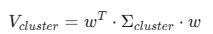 $V_{cluster} = w^T \cdot \Sigma_{cluster} \cdot w$